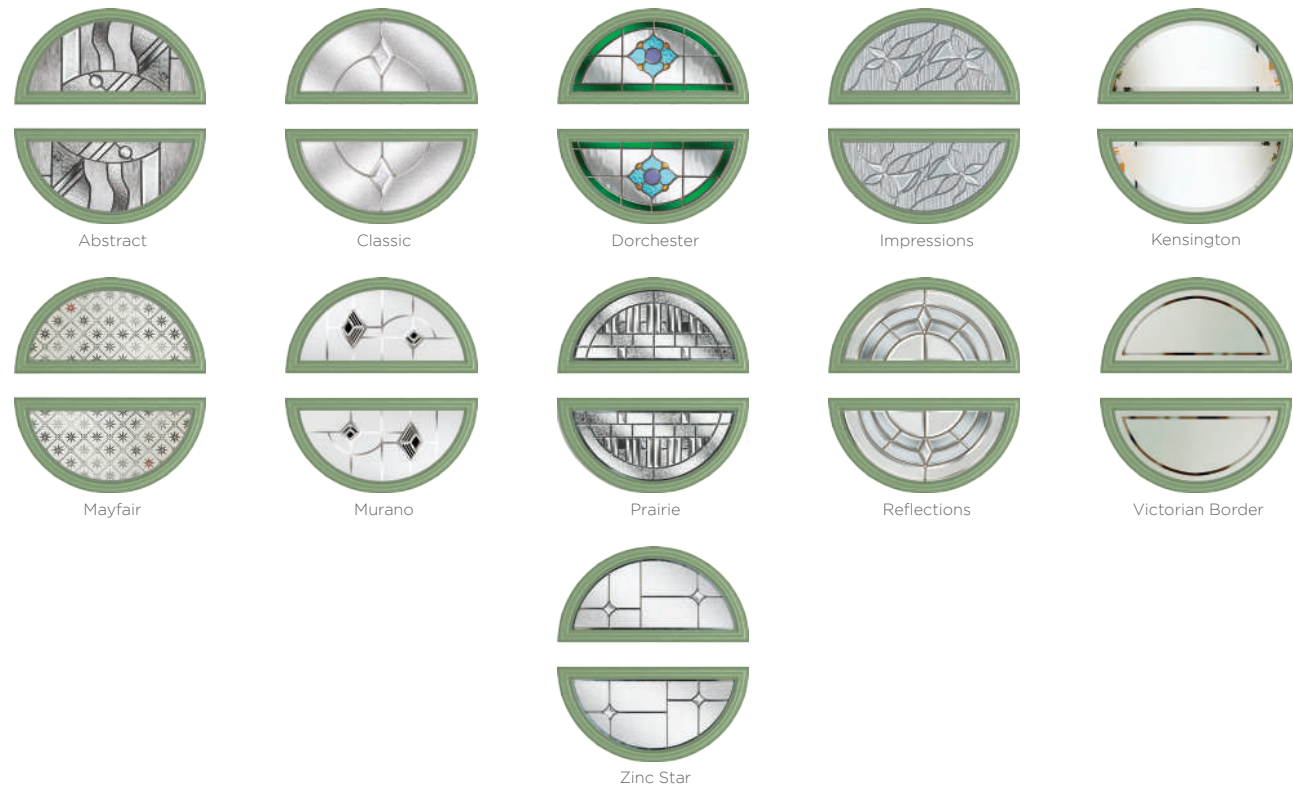 Abstract
Classic
Dorchester
Impressions
Kensington
Mayfair
Murano
Prairie
Reflections
Victorian Border
Zinc Star